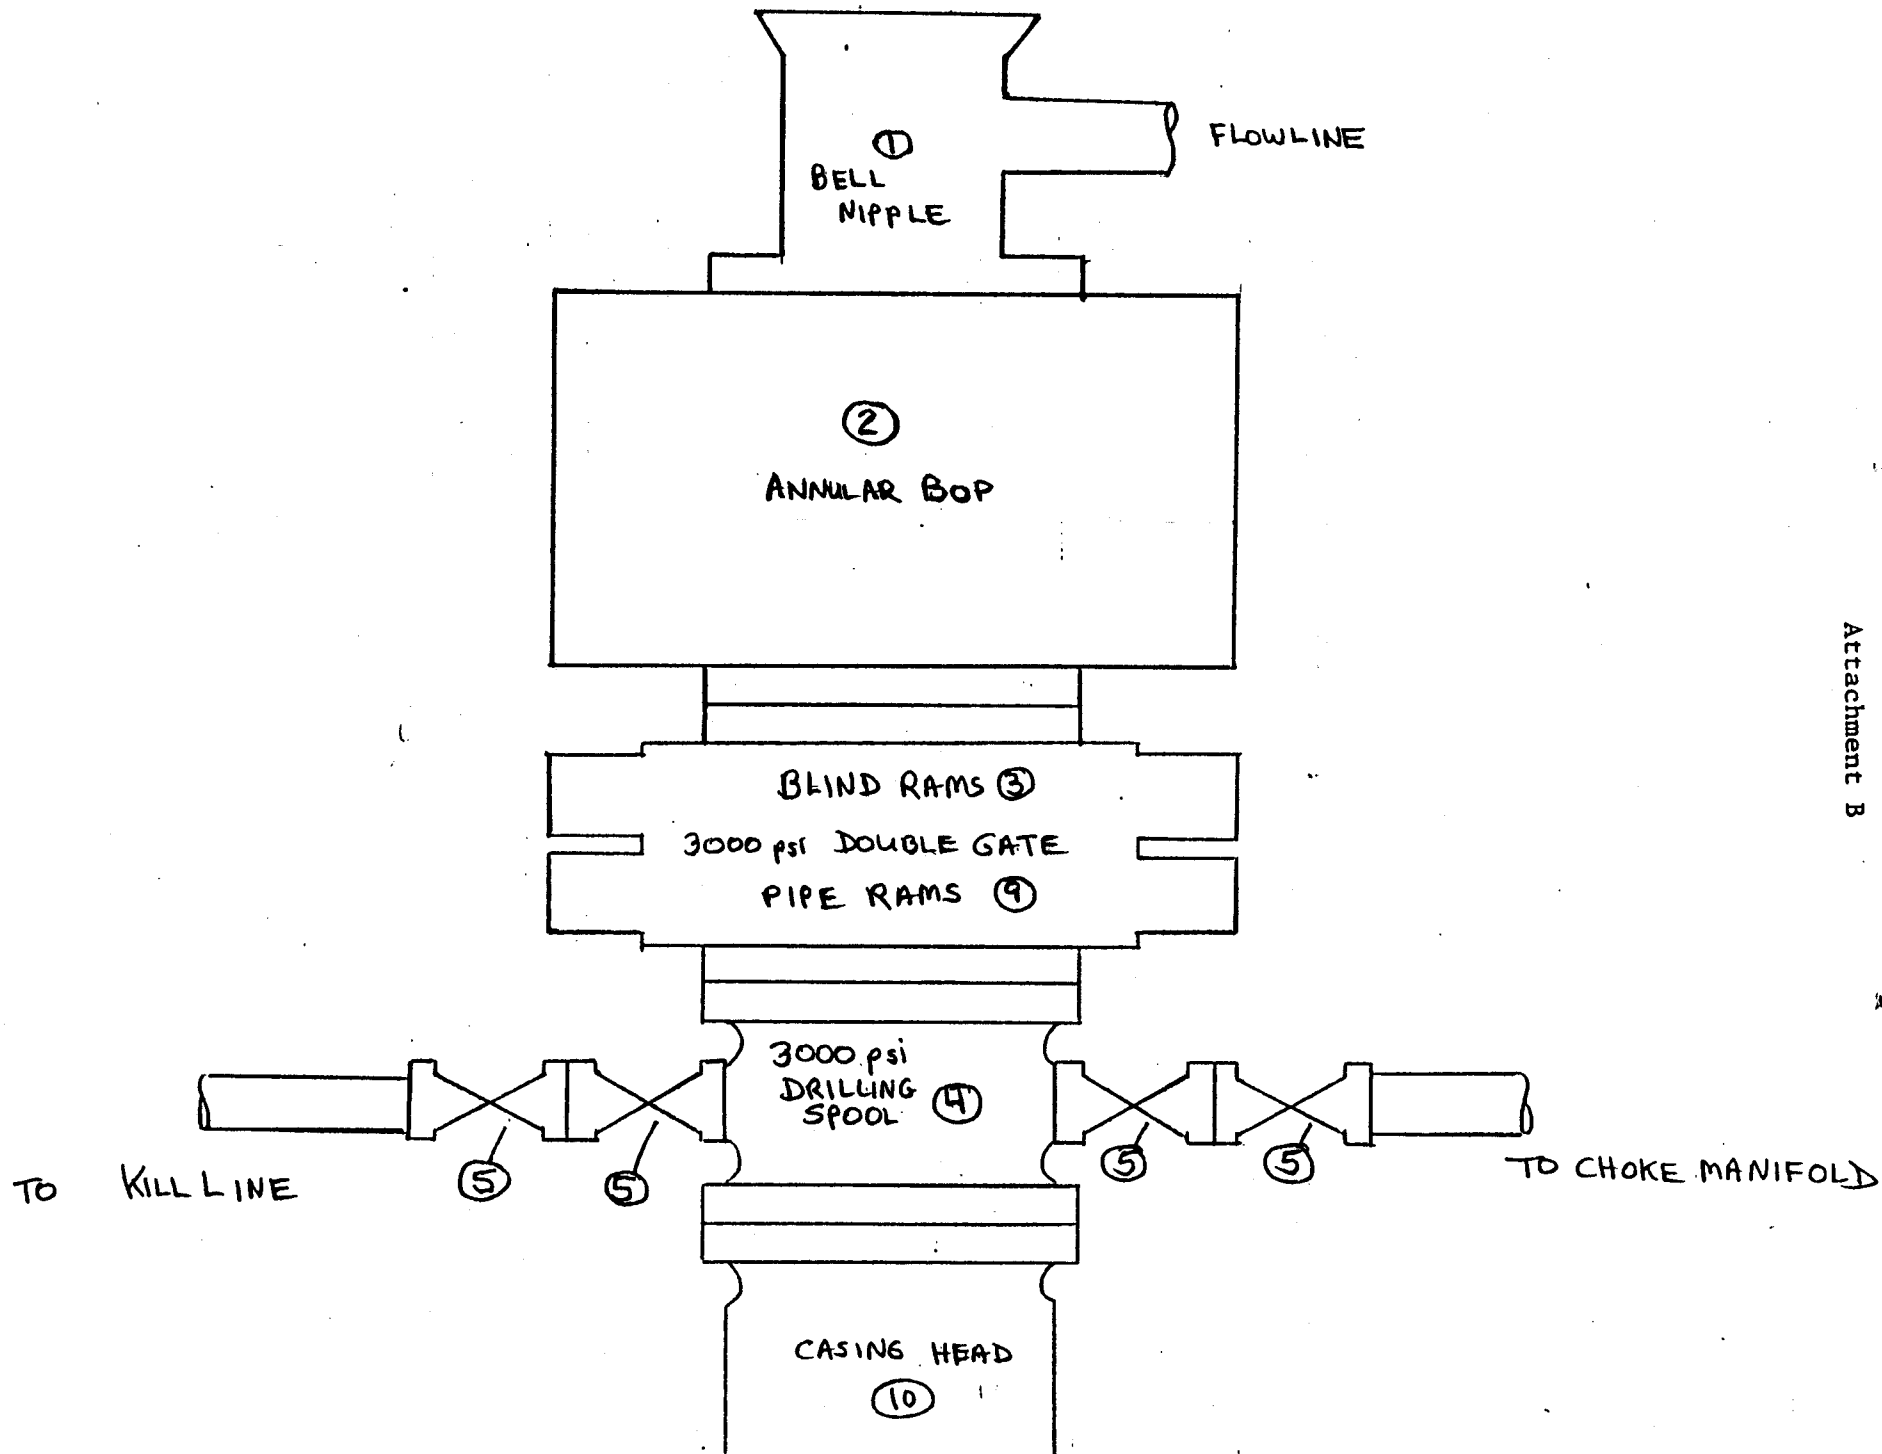 ①
BELL
NIPPLE
FLOWLINE
②
ANNULAR BOP
BLIND RAMS ③
3000 psi DOUBLE GATE
PIPE RAMS ⑨
3000 psi
DRILLING
SPOOL ④
⑤
⑤
⑤
⑤
TO KILL LINE
TO CHOKE MANIFOLD
CASING HEAD
⑩
Attachment B